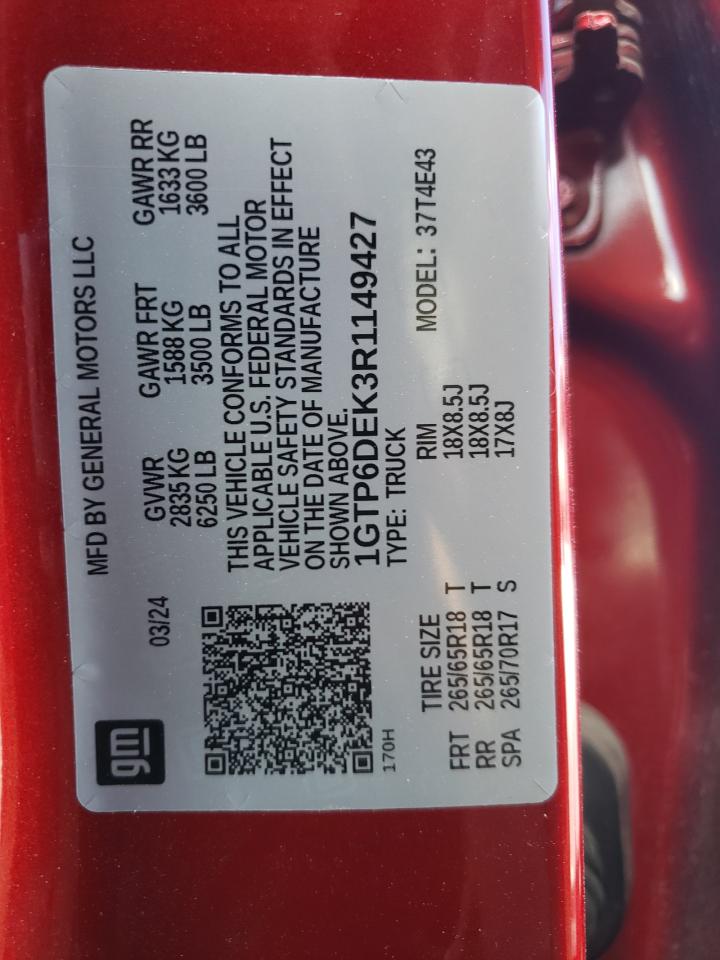 gm
MFD BY GENERAL MOTORS LLC
03/24
GVWR GAWR FRT GAWR RR
2835 KG 1588 KG 1633 KG
6250 LB 3500 LB 3600 LB
THIS VEHICLE CONFORMS TO ALL
APPLICABLE U.S. FEDERAL MOTOR
VEHICLE SAFETY STANDARDS IN EFFECT
ON THE DATE OF MANUFACTURE
SHOWN ABOVE.
1GTP6DEK3R1149427
170H
TYPE: TRUCK MODEL: 37T4E43
TIRE SIZE RIM
FRT 265/65R18 T 18X8.5J
RR 265/65R18 T 18X8.5J
SPA 265/70R17 S 17X8J